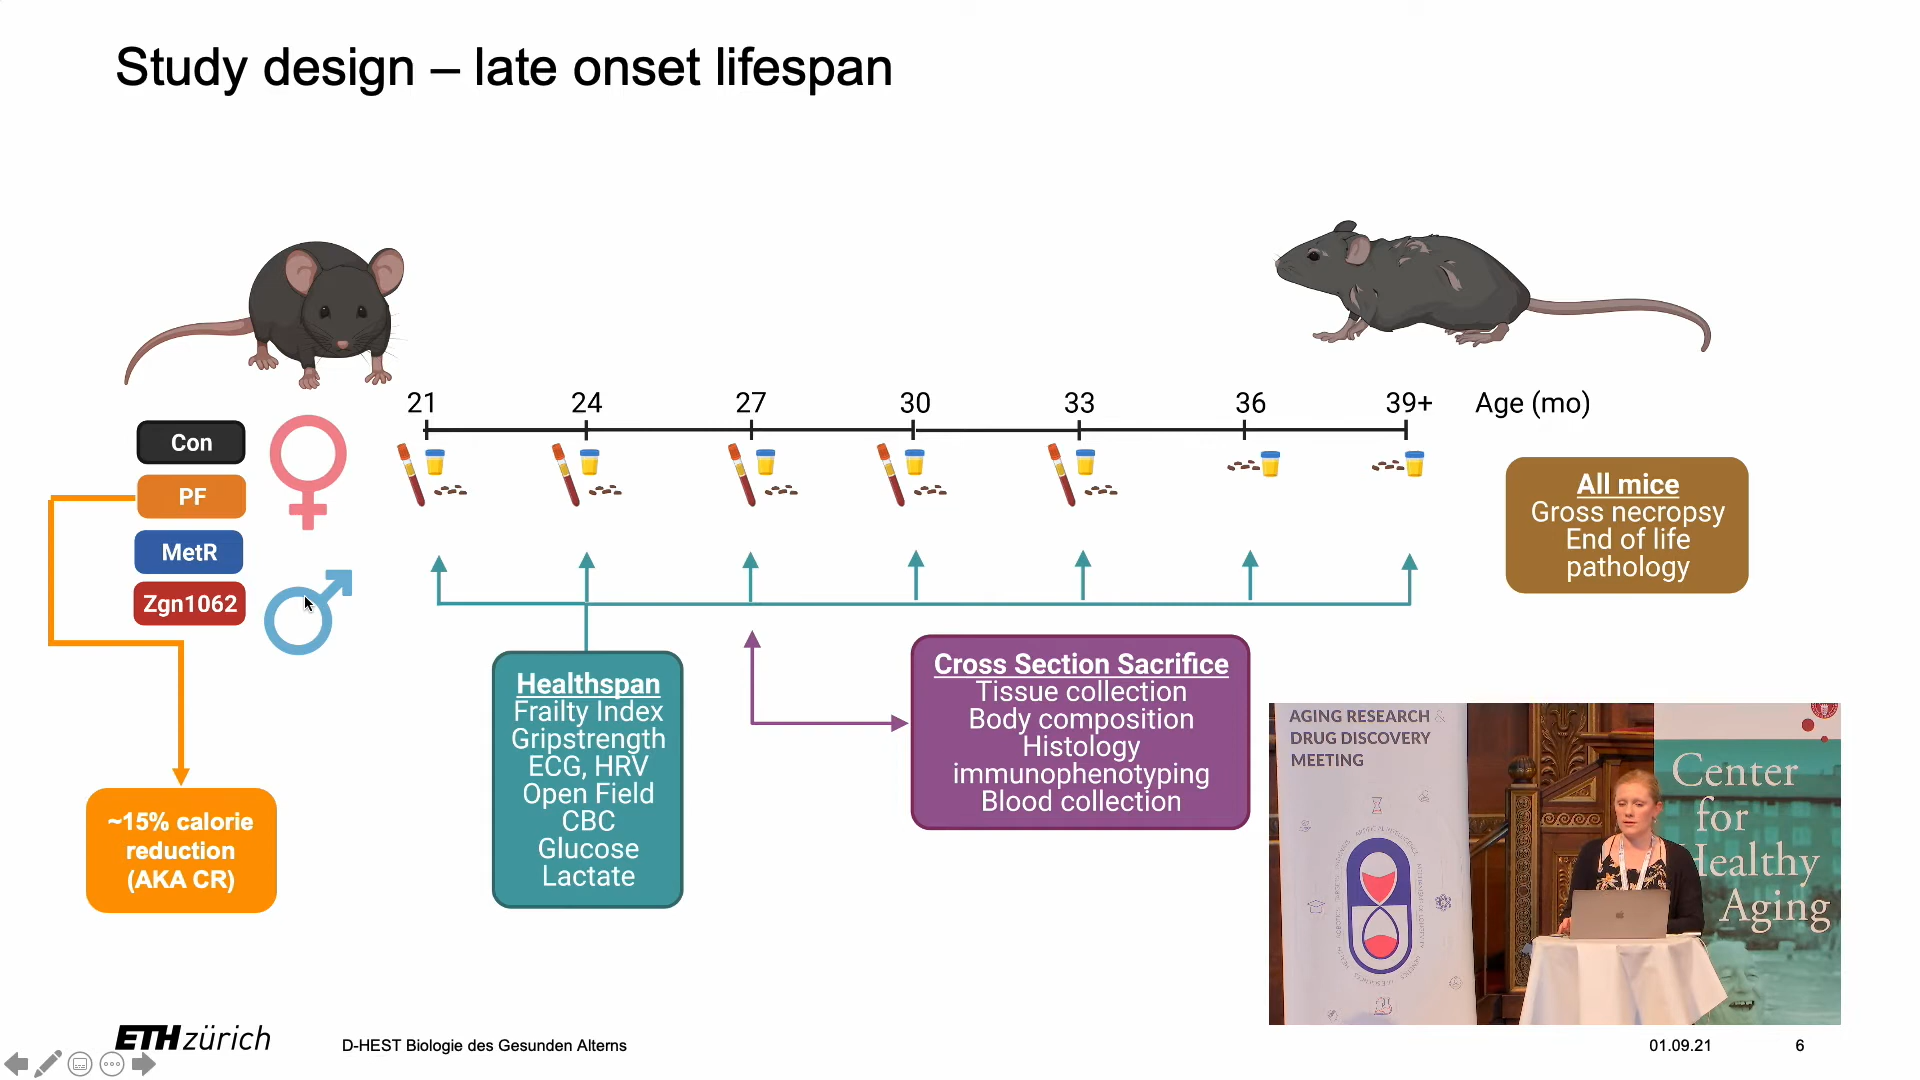 Study design – late onset lifespan
21 24 27 30 33 36 39+ Age (mo)
Con
PF
MetR
Zgn1062
~15% calorie
reduction
(AKA CR)
Healthspan
Frailty Index
Gripstrength
ECG, HRV
Open Field
CBC
Glucose
Lactate
Cross Section Sacrifice
Tissue collection
Body composition
Histology
immunophenotyping
Blood collection
All mice
Gross necropsy
End of life
pathology
AGING RESEARCH &
DRUG DISCOVERY
MEETING
Center
for
Healthy
Aging
ETH zürich
D-HEST Biologie des Gesunden Alterns
01.09.21
6